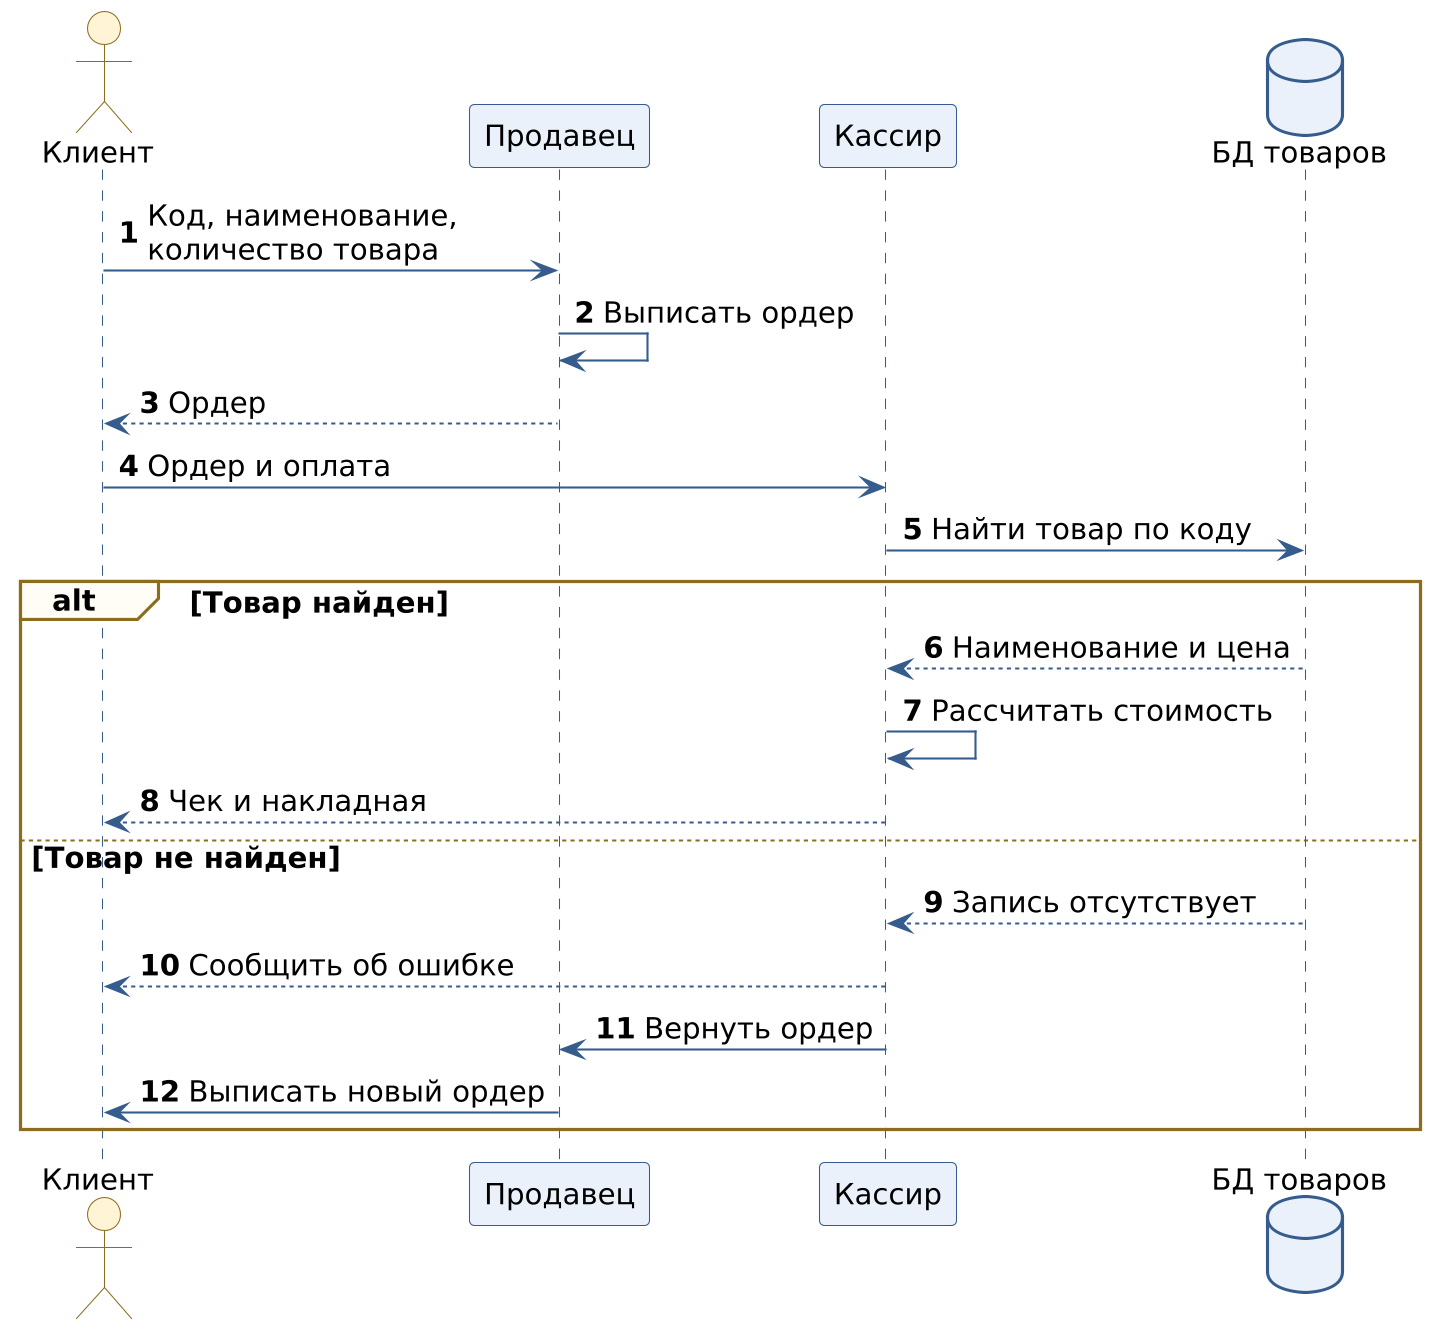 Клиент
Продавец
Кассир
БД товаров
1 Код, наименование,
количество товара
2 Выписать ордер
3 Ордер
4 Ордер и оплата
5 Найти товар по коду
alt [Товар найден]
6 Наименование и цена
7 Рассчитать стоимость
8 Чек и накладная
[Товар не найден]
9 Запись отсутствует
10 Сообщить об ошибке
11 Вернуть ордер
12 Выписать новый ордер
Клиент
Продавец
Кассир
БД товаров